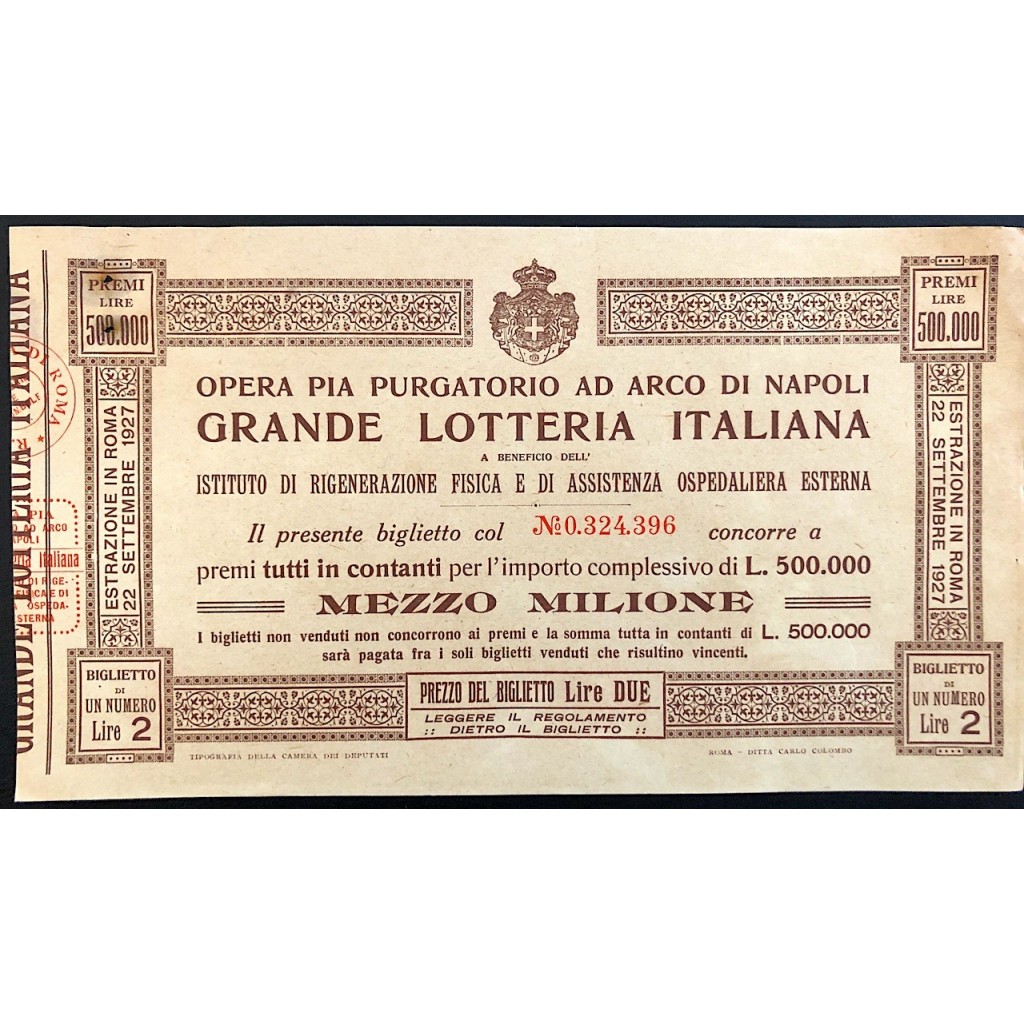 GRANDE LOTTERIA ITALIANA
DI ROMA
PREMI
LIRE
500.000
PREMI
LIRE
500.000
ESTRAZIONE IN ROMA
22 SETTEMBRE 1927
OPERA PIA PURGATORIO AD ARCO DI NAPOLI
GRANDE LOTTERIA ITALIANA
A BENEFICIO DELL'
ISTITUTO DI RIGENERAZIONE FISICA E DI ASSISTENZA OSPEDALIERA ESTERNA
Il presente biglietto col № 0.324.396 concorre a
premi tutti in contanti per l'importo complessivo di L. 500.000
MEZZO MILIONE
I biglietti non venduti non concorrono ai premi e la somma tutta in contanti di L. 500.000
sarà pagata fra i soli biglietti venduti che risultino vincenti.
ESTRAZIONE IN ROMA
22 SETTEMBRE 1927
PIA
AD ARCO
Italiana
DI RIGE-
E DI
OSPEDA-
BIGLIETTO
DI
UN NUMERO
Lire 2
PREZZO DEL BIGLIETTO Lire DUE
LEGGERE IL REGOLAMENTO
:: DIETRO IL BIGLIETTO ::
BIGLIETTO
DI
UN NUMERO
Lire 2
TIPOGRAFIA DELLA CAMERA DEI DEPUTATI
ROMA - DITTA CARLO COLOMBO